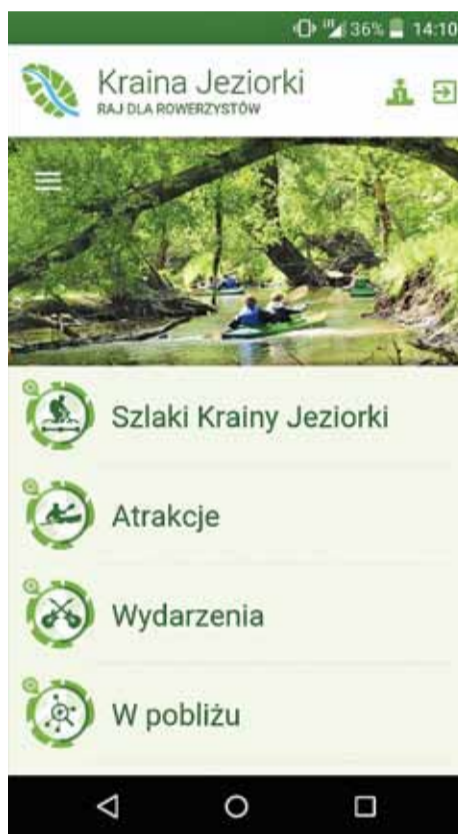 36% 14:10
Kraina Jeziorki
RAJ DLA ROWERZYSTÓW
Szlaki Krainy Jeziorki
Atrakcje
Wydarzenia
W pobliżu